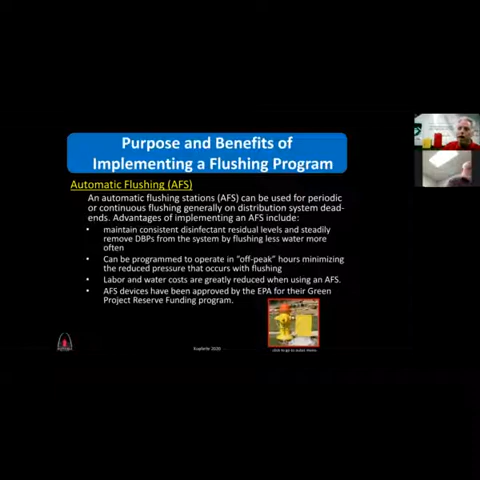 Purpose and Benefits of
Implementing a Flushing Program
Automatic Flushing (AFS)
An automatic flushing stations (AFS) can be used for periodic
or continuous flushing generally on distribution system dead-
ends. Advantages of implementing an AFS include:
• maintain consistent disinfectant residual levels and steadily
remove DBPs from the system by flushing less water more
often
• Can be programmed to operate in "off-peak" hours minimizing
the reduced pressure that occurs with flushing
• Labor and water costs are greatly reduced when using an AFS.
• AFS devices have been approved by the EPA for their Green
Project Reserve Funding program.